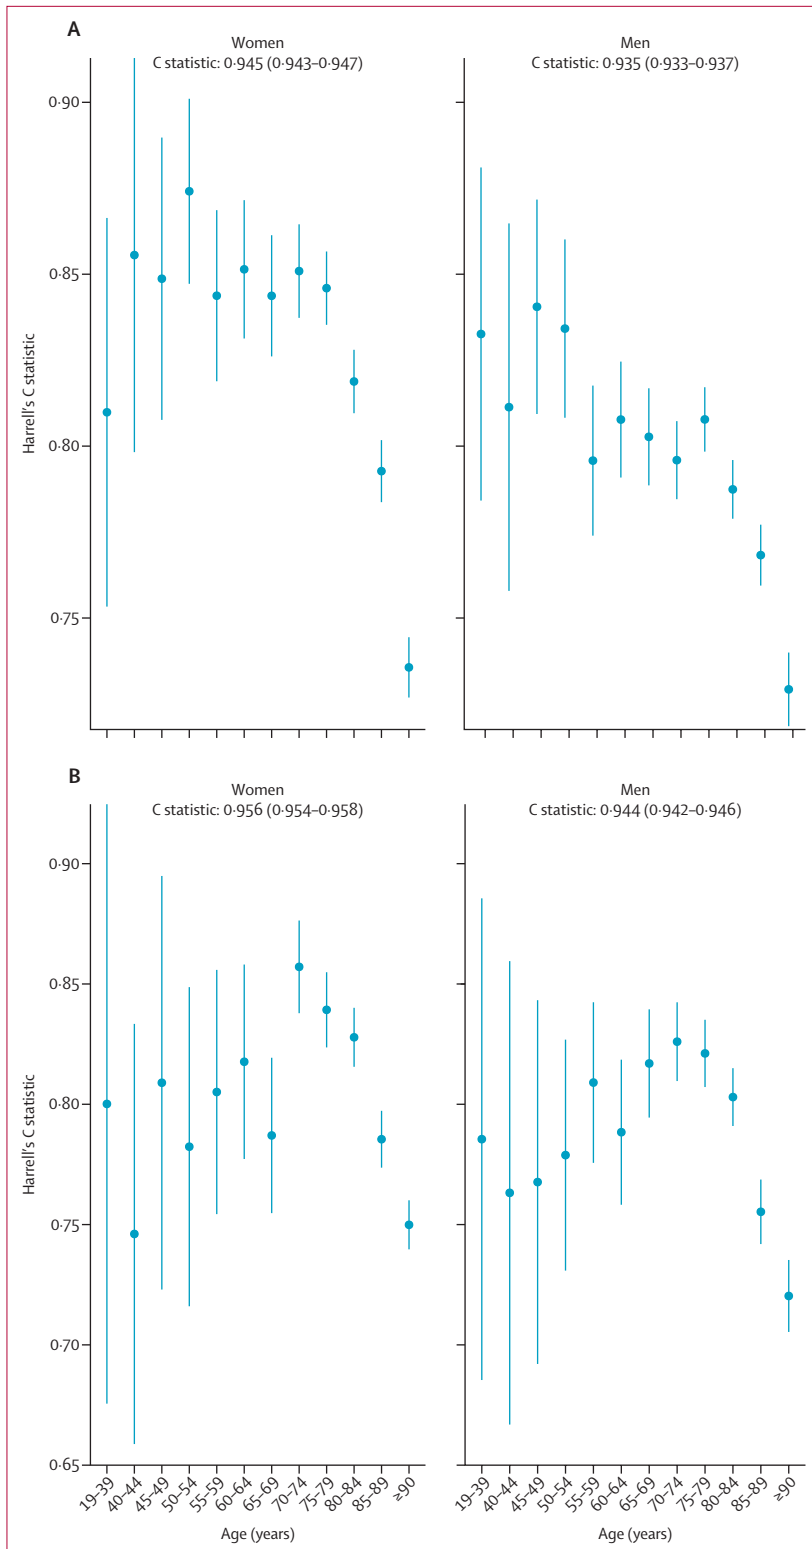 A
Women
C statistic: 0·945 (0·943–0·947)
Men
C statistic: 0·935 (0·933–0·937)
0·90
0·85
0·80
0·75
Harrell's C statistic
B
Women
C statistic: 0·956 (0·954–0·958)
Men
C statistic: 0·944 (0·942–0·946)
0·90
0·85
0·80
0·75
0·70
0·65
Harrell's C statistic
19–39
40–44
45–49
50–54
55–59
60–64
65–69
70–74
75–79
80–84
85–89
≥90
Age (years)
19–39
40–44
45–49
50–54
55–59
60–64
65–69
70–74
75–79
80–84
85–89
≥90
Age (years)